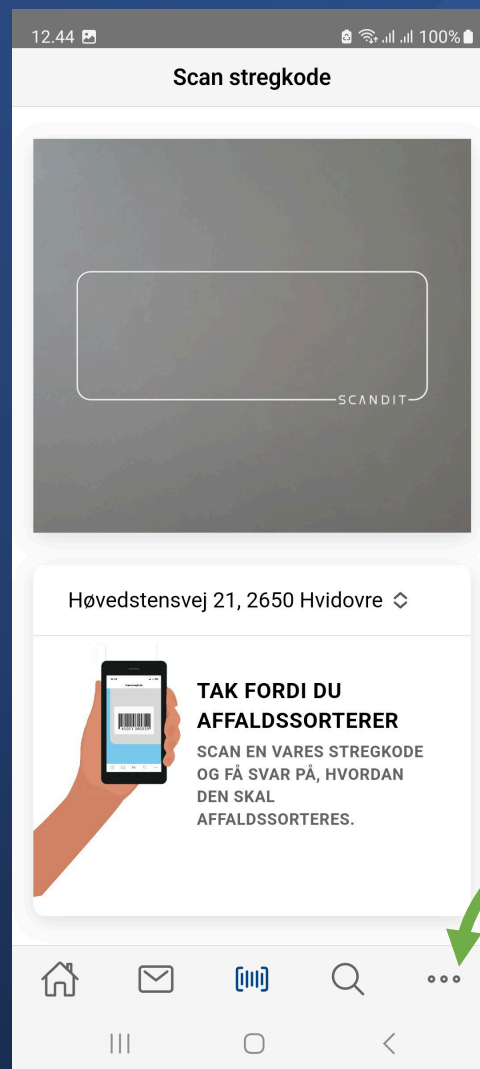 12.44
100%
Scan stregkode
SCANDIT
Høvedstensvej 21, 2650 Hvidovre
TAK FORDI DU
AFFALDSSORTERER
SCAN EN VARES STREGKODE
OG FÅ SVAR PÅ, HVORDAN
DEN SKAL
AFFALDSSORTERES.